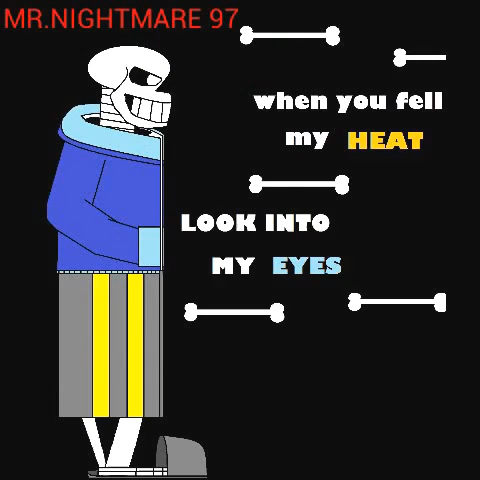 MR.NIGHTMARE 97
when you fell
my HEAT
LOOK INTO
MY EYES